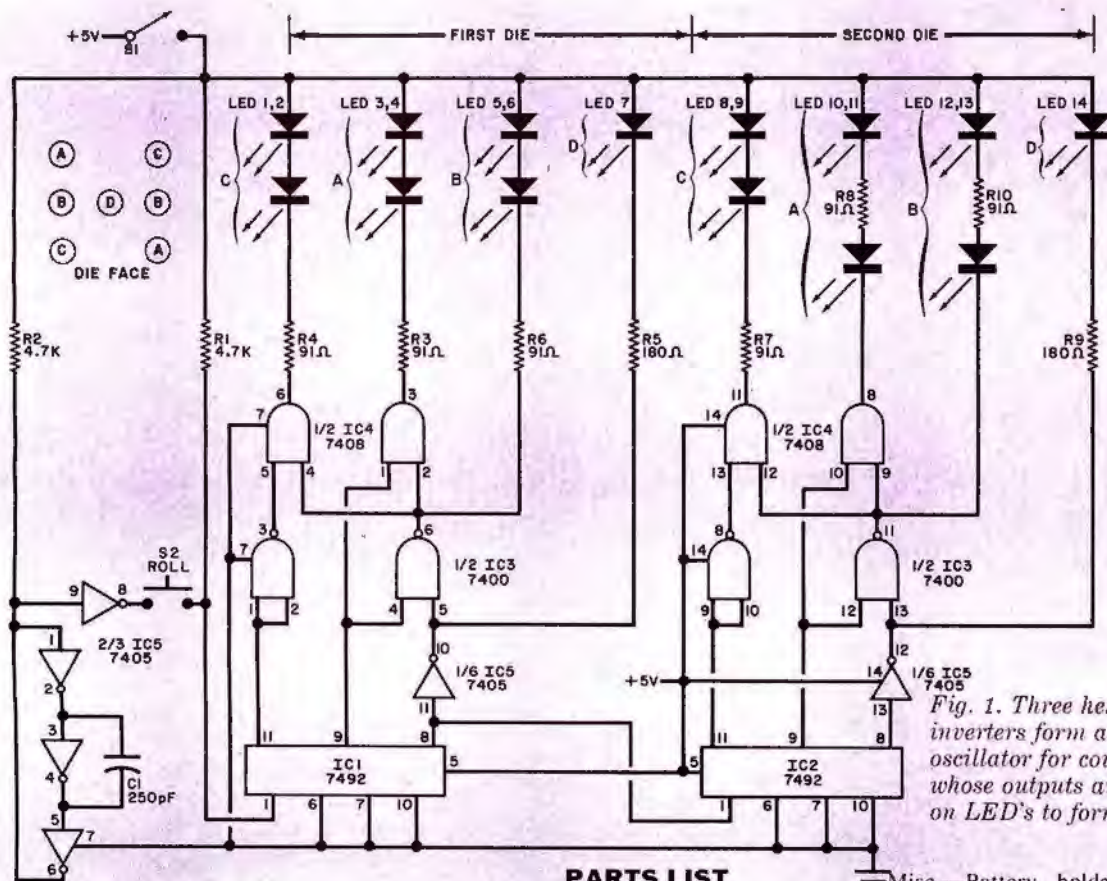 +5V
S1
FIRST DIE
SECOND DIE
LED 1,2
LED 3,4
LED 5,6
LED 7
LED 8,9
LED 10,11
LED 12,13
LED 14
C
A
B
D
C
A
B
D
A
C
B
D
B
C
A
DIE FACE
R8
91Ω
R10
91Ω
R2
4.7K
R1
4.7K
R4
91Ω
R3
91Ω
R6
91Ω
R5
180Ω
R7
91Ω
R9
180Ω
6
3
11
8
7
1/2 IC4
7408
14
1/2 IC4
7408
5
4
1
2
13
12
10
9
3
6
8
11
7
1/2 IC3
7400
14
1/2 IC3
7400
1
2
4
5
9
10
12
13
S2
ROLL
9
8
2/3 IC5
7405
1
2
3
4
C1
250pF
5
7
6
10
1/6 IC5
7405
11
+5V
12
14
1/6 IC5
7405
13
11
9
8
IC1
7492
5
1
6
7
10
11
9
8
5
IC2
7492
1
6
7
10
Fig. 1. Three he
inverters form a
oscillator for cou
whose outputs a
on LED's to for
PARTS LIST
Misc.—Battery holde